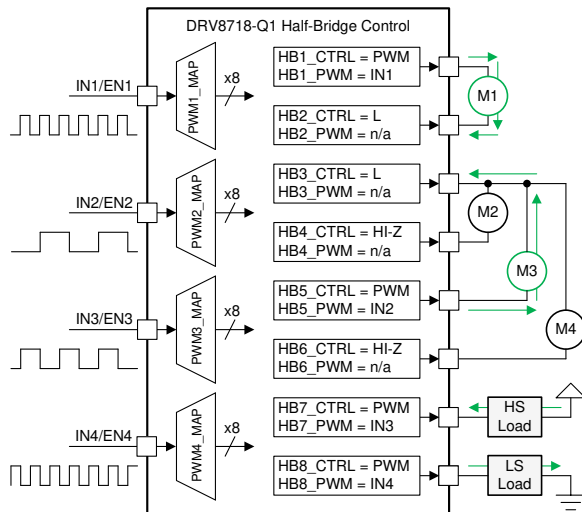 DRV8718-Q1 Half-Bridge Control
IN1/EN1
PWM1_MAP
x8
HB1_CTRL = PWM
HB1_PWM = IN1
M1
HB2_CTRL = L
HB2_PWM = n/a
IN2/EN2
PWM2_MAP
x8
HB3_CTRL = L
HB3_PWM = n/a
M2
HB4_CTRL = HI-Z
HB4_PWM = n/a
M3
IN3/EN3
PWM3_MAP
x8
HB5_CTRL = PWM
HB5_PWM = IN2
M4
HB6_CTRL = HI-Z
HB6_PWM = n/a
IN4/EN4
PWM4_MAP
x8
HB7_CTRL = PWM
HB7_PWM = IN3
HS
Load
HB8_CTRL = PWM
HB8_PWM = IN4
LS
Load